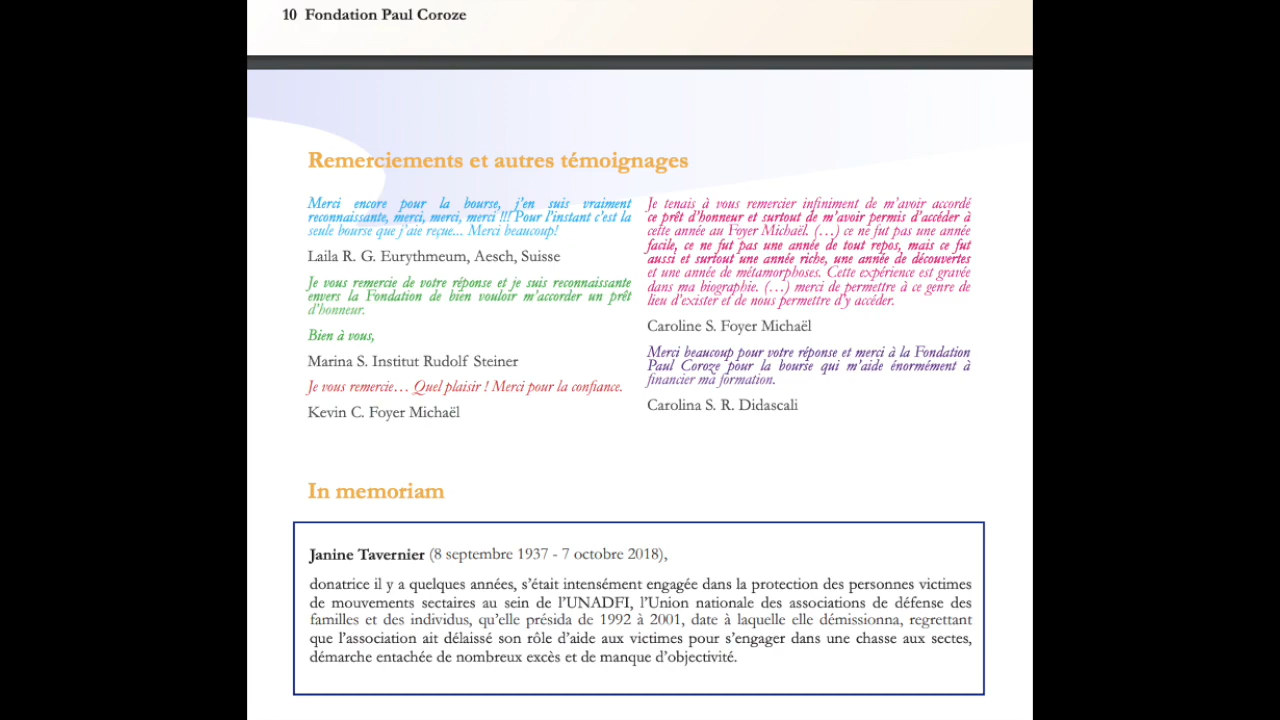 10 Fondation Paul Coroze
Remerciements et autres témoignages
Merci encore pour la bourse, j'en suis vraiment
reconnaissante, merci, merci, merci !!! Pour l'instant c'est la
seule bourse que j'aie reçue... Merci beaucoup!
Laila R. G. Eurythmeum, Aesch, Suisse
Je vous remercie de votre réponse et je suis reconnaissante
envers la Fondation de bien vouloir m'accorder un prêt
d'honneur.
Bien à vous,
Marina S. Institut Rudolf Steiner
Je vous remercie… Quel plaisir ! Merci pour la confiance.
Kevin C. Foyer Michaël
Je tenais à vous remercier infiniment de m'avoir accordé
ce prêt d'honneur et surtout de m'avoir permis d'accéder à
cette année au Foyer Michaël. (…) ce ne fut pas une année
facile, ce ne fut pas une année de tout repos, mais ce fut
aussi et surtout une année riche, une année de découvertes
et une année de métamorphoses. Cette expérience est gravée
dans ma biographie. (…) merci de permettre à ce genre de
lieu d'exister et de nous permettre d'y accéder.
Caroline S. Foyer Michaël
Merci beaucoup pour votre réponse et merci à la Fondation
Paul Coroze pour la bourse qui m'aide énormément à
financier ma formation.
Carolina S. R. Didascali
In memoriam
Janine Tavernier (8 septembre 1937 - 7 octobre 2018),
donatrice il y a quelques années, s'était intensément engagée dans la protection des personnes victimes
de mouvements sectaires au sein de l'UNADFI, l'Union nationale des associations de défense des
familles et des individus, qu'elle présida de 1992 à 2001, date à laquelle elle démissionna, regrettant
que l'association ait délaissé son rôle d'aide aux victimes pour s'engager dans une chasse aux sectes,
démarche entachée de nombreux excès et de manque d'objectivité.